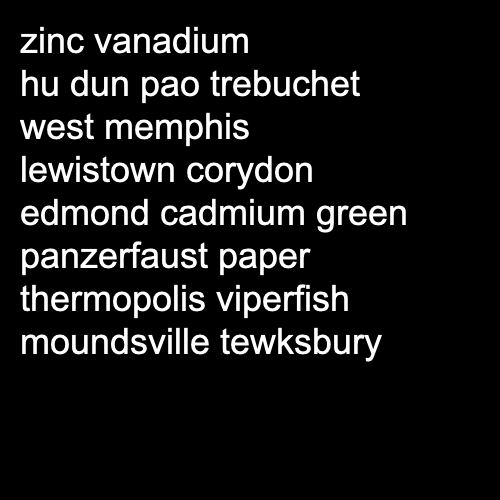 zinc vanadium
hu dun pao trebuchet
west memphis
lewistown corydon
edmond cadmium green
panzerfaust paper
thermopolis viperfish
moundsville tewksbury